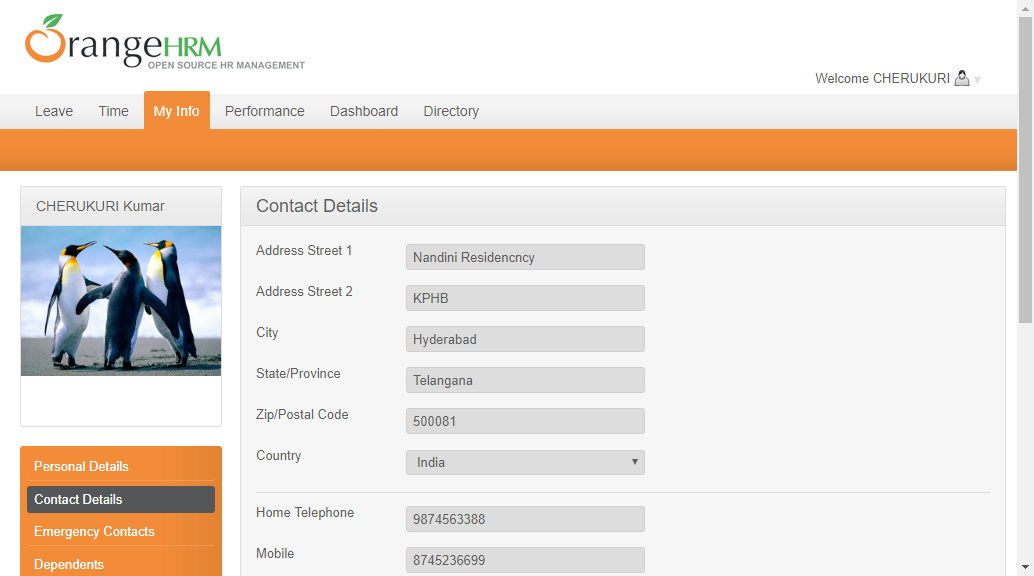 OrangeHRM
OPEN SOURCE HR MANAGEMENT
Welcome CHERUKURI
Leave Time My Info Performance Dashboard Directory
CHERUKURI Kumar
Personal Details
Contact Details
Emergency Contacts
Dependents
Contact Details
Address Street 1 Nandini Residencncy
Address Street 2 KPHB
City Hyderabad
State/Province Telangana
Zip/Postal Code 500081
Country India
Home Telephone 9874563388
Mobile 8745236699